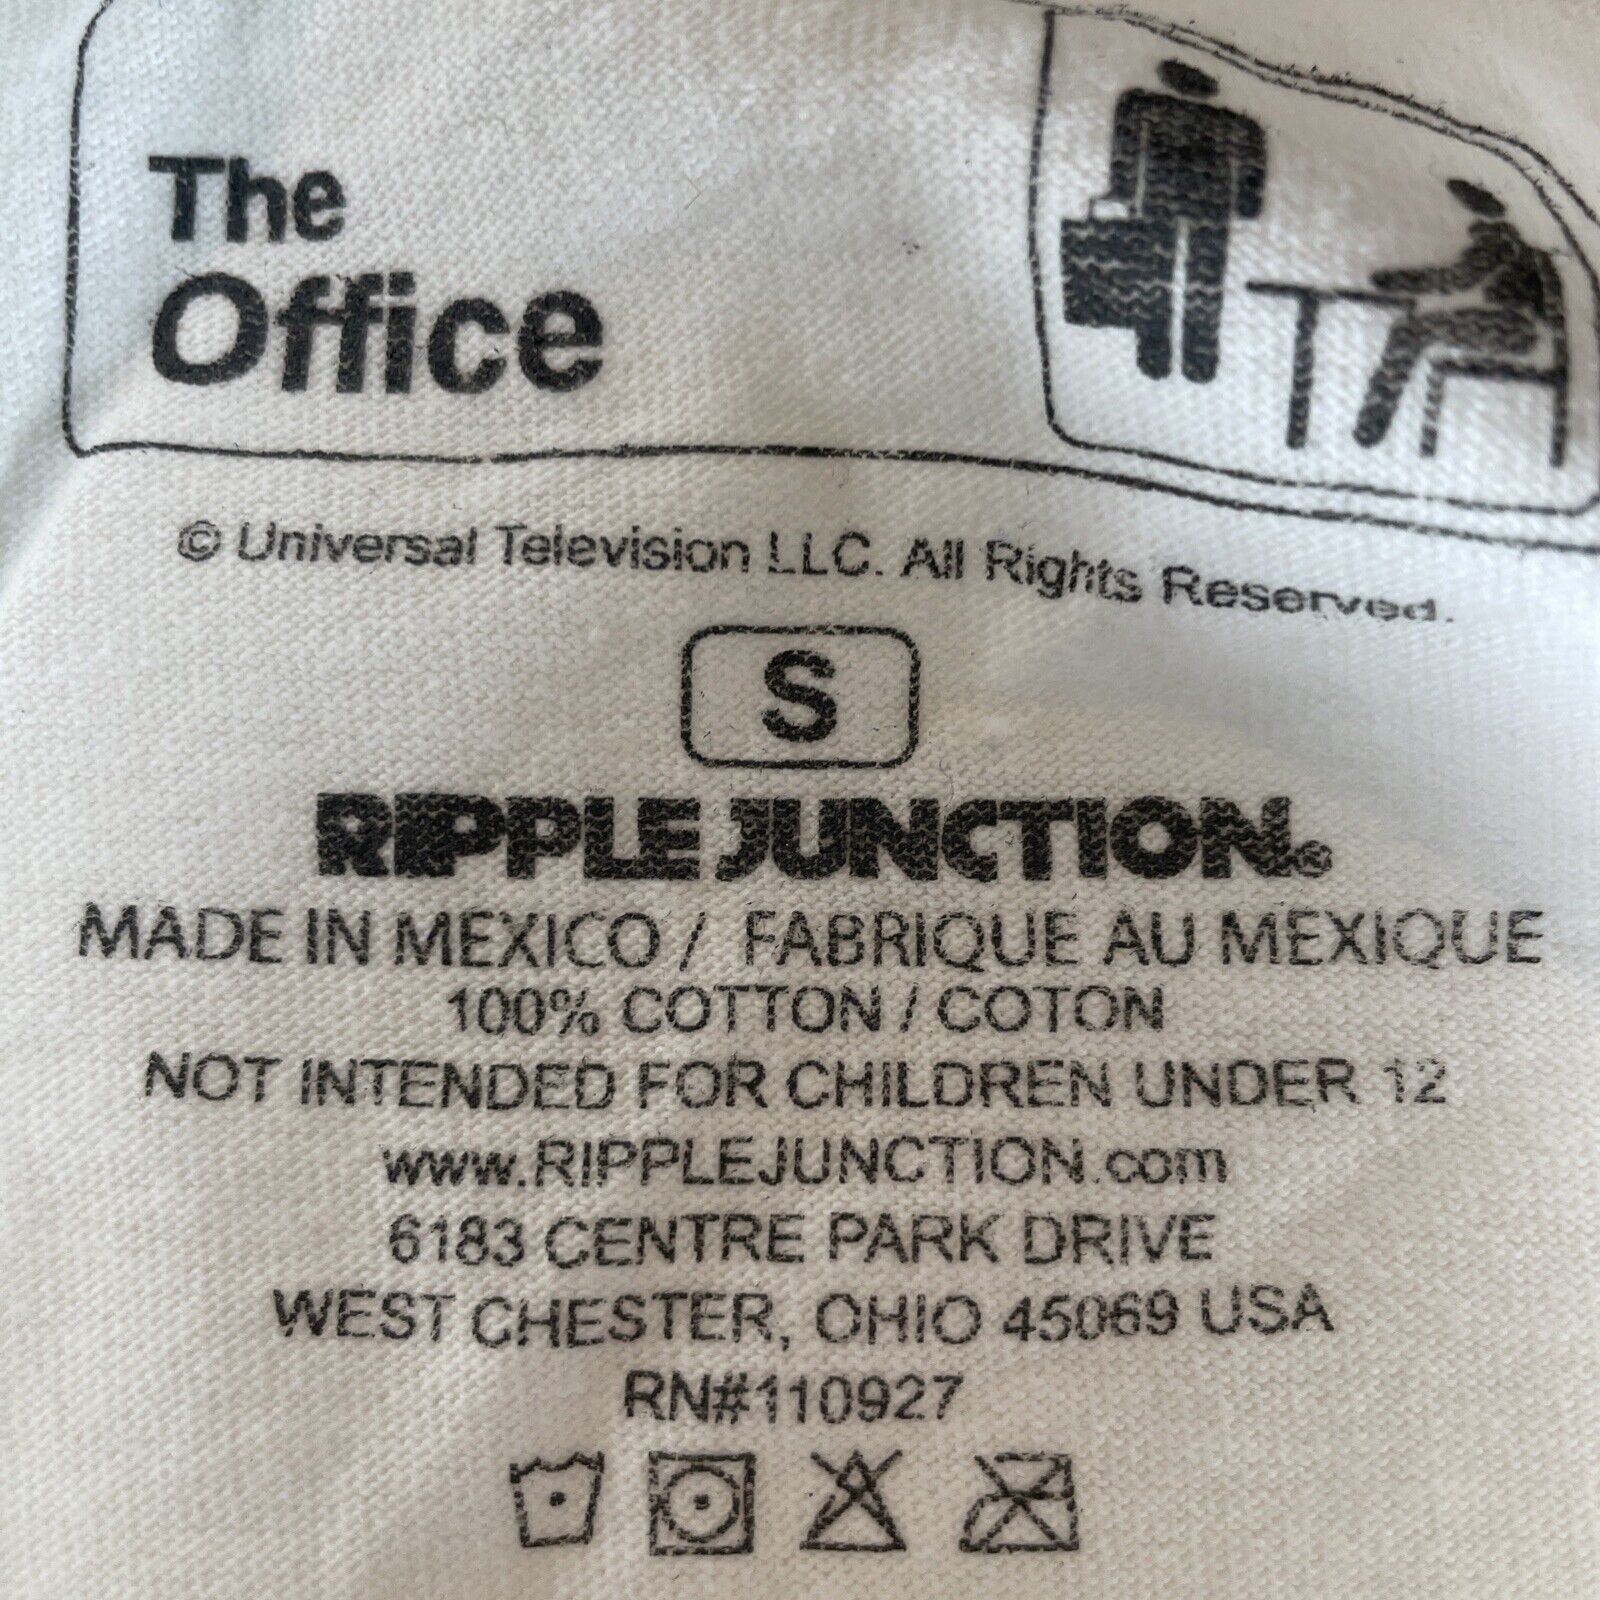 The
Office
© Universal Television LLC. All Rights Reserved.
S
RIPPLE JUNCTION®
MADE IN MEXICO / FABRIQUE AU MEXIQUE
100% COTTON / COTON
NOT INTENDED FOR CHILDREN UNDER 12
www.RIPPLEJUNCTION.com
6183 CENTRE PARK DRIVE
WEST CHESTER, OHIO 45069 USA
RN#110927